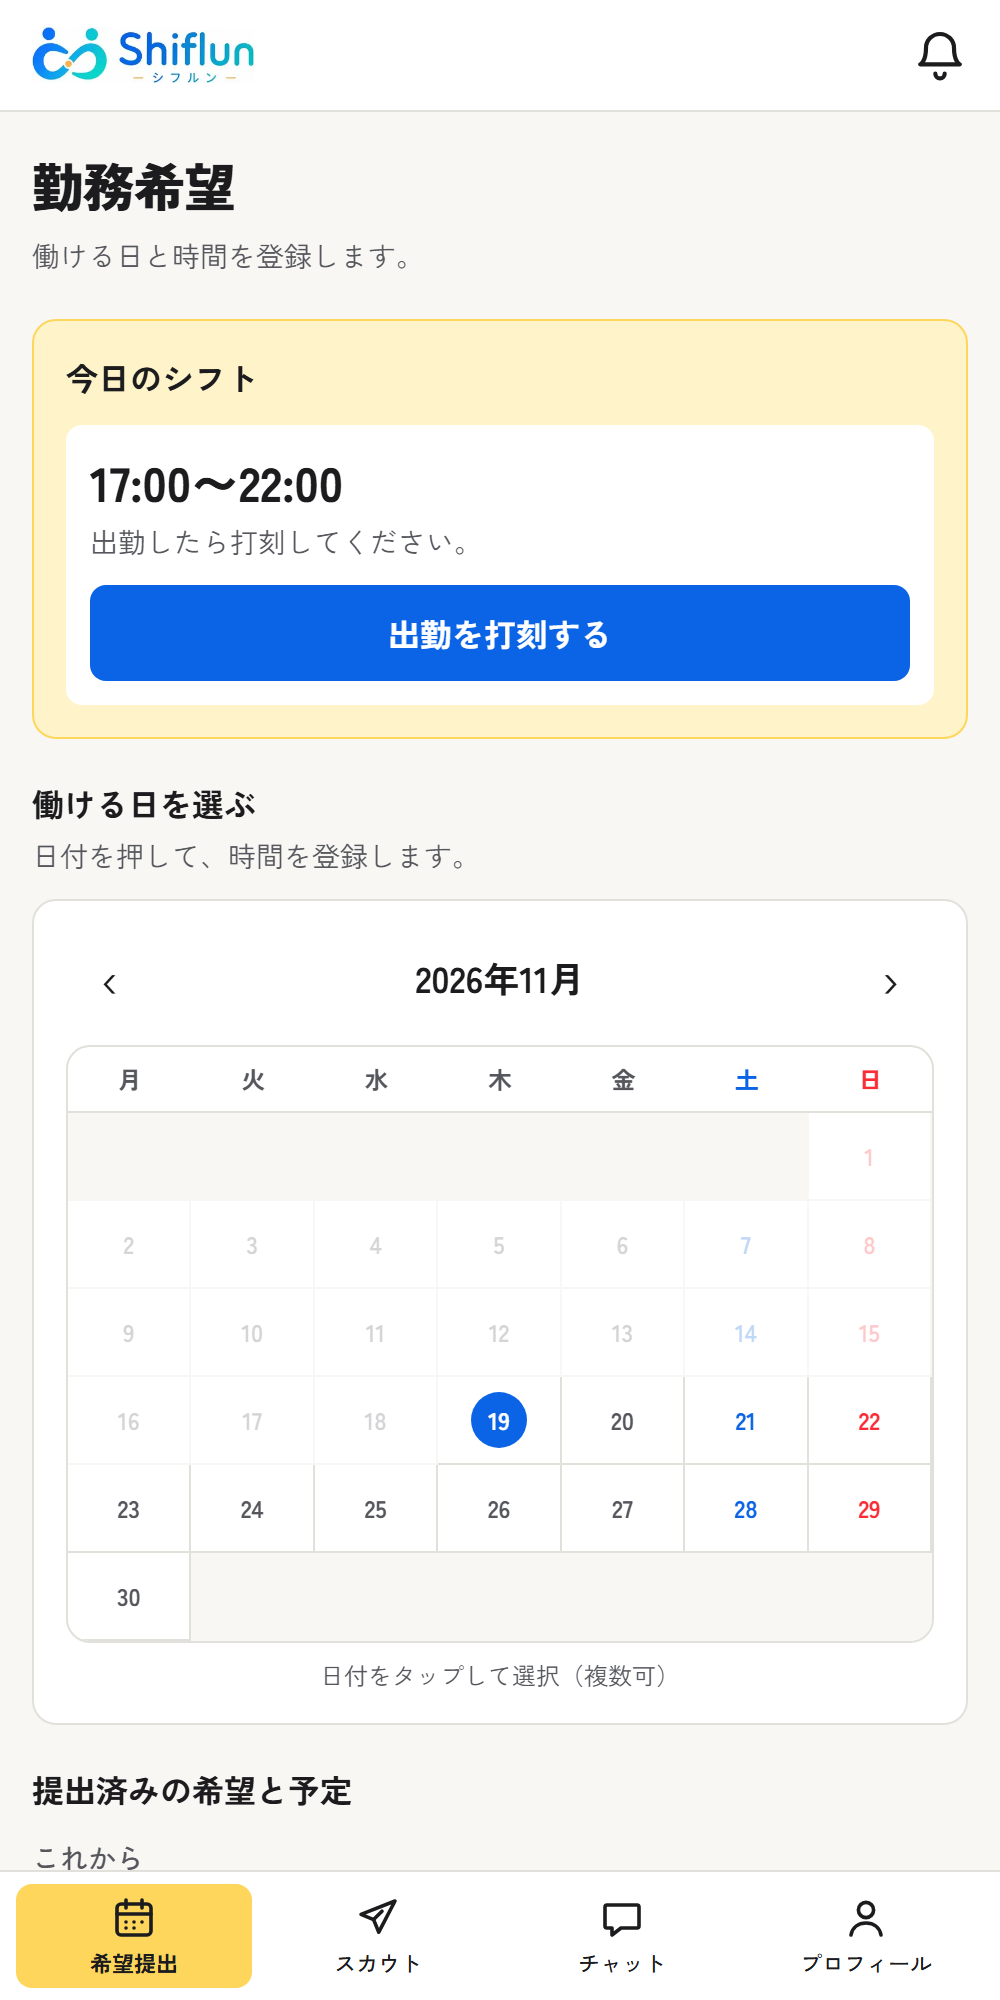 Shiflun
シフルン
勤務希望
働ける日と時間を登録します。
今日のシフト
17:00〜22:00
出勤したら打刻してください。
出勤を打刻する
働ける日を選ぶ
日付を押して、時間を登録します。
‹ 2026年11月 ›
月 火 水 木 金 土 日
1
2 3 4 5 6 7 8
9 10 11 12 13 14 15
16 17 18 19 20 21 22
23 24 25 26 27 28 29
30
日付をタップして選択（複数可）
提出済みの希望と予定
これから
希望提出 スカウト チャット プロフィール